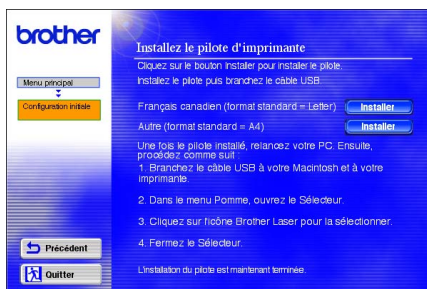 brother
Menu principal
Configuration initiale
Précédent
Quitter
Installez le pilote d'imprimante
Cliquez sur le bouton Installer pour installer le pilote.
Installez le pilote puis branchez le câble USB.
Français canadien (format standard = Letter)
Installer
Autre (format standard = A4)
Installer
Une fois le pilote installé, relancez votre PC. Ensuite,
procédez comme suit :
1. Branchez le câble USB à votre Macintosh et à votre
imprimante.
2. Dans le menu Pomme, ouvrez le Sélecteur.
3. Cliquez sur l'icône Brother Laser pour la sélectionner.
4. Fermez le Sélecteur.
L'installation du pilote est maintenant terminée.